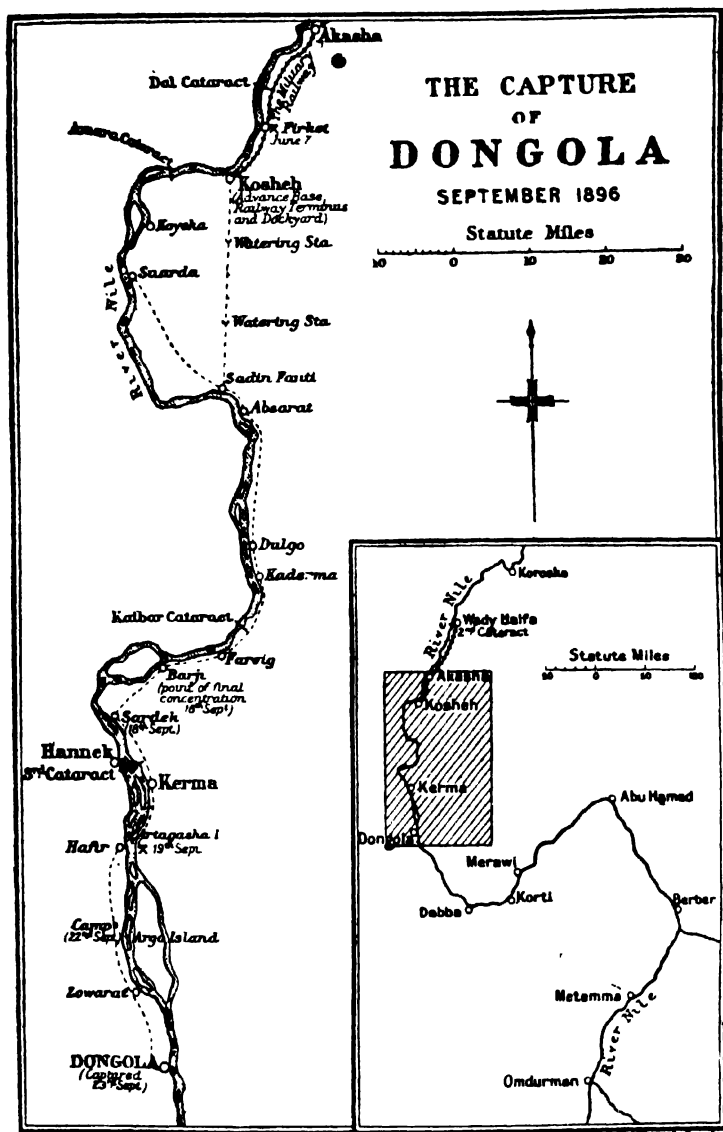 THE CAPTURE
OF
DONGOLA
SEPTEMBER 1896
Statute Miles
10 0 10 20
Akasha
Dal Cataract
The Military
Railway
Firket
June 7
Amara Cataract
Kosheh
(Advance Base,
Railway Terminus
and Dockyard)
Koyeka
Watering Sta
Suarda
River Nile
Watering Sta
Sadin Fanti
Absarat
Dulgo
Kaderma
Kaibar Cataract
Fareig
Barji
(point of final
concentration
18th Sept)
Sardek
(18th Sept.)
Hannek
3rd Cataract
Kerma
Artagasha I
Hafir
19th Sept.
Camp
(22nd Sept)
Argo Island
Zowarat
DONGOLA
(Captured
23rd Sept.)
Korosko
River Nile
Wady Halfa
2nd Cataract
Statute Miles
Akasha
Kosheh
Kerma
Abu Hamed
Dongola
Merawi
Korti
Dabba
Berber
Metemma
River Nile
Omdurman